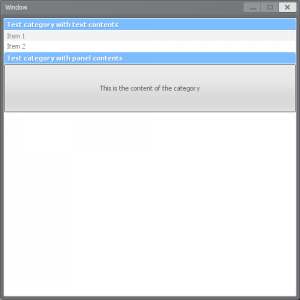 Window
Test category with text contents
Item 1
Item 2
Test category with panel contents
This is the content of the category